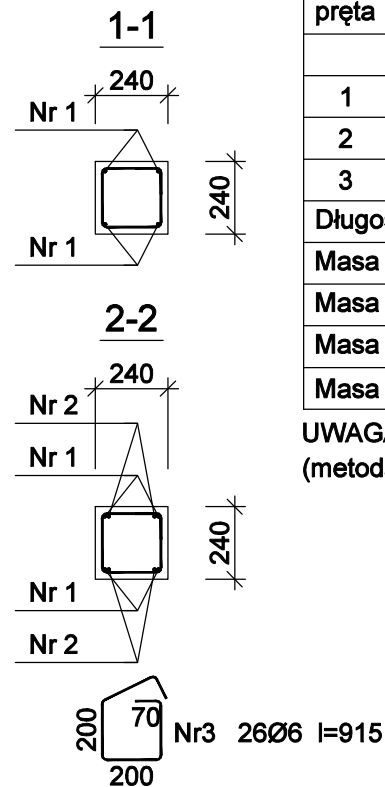 1-1
240
Nr 1
240
Nr 1
2-2
240
Nr 2
Nr 1
240
Nr 1
Nr 2
200
70
Nr3 26Ø6 l=915
200
pręta
1
2
3
Długoś
Masa
Masa
Masa
Masa
UWAGA
(metod